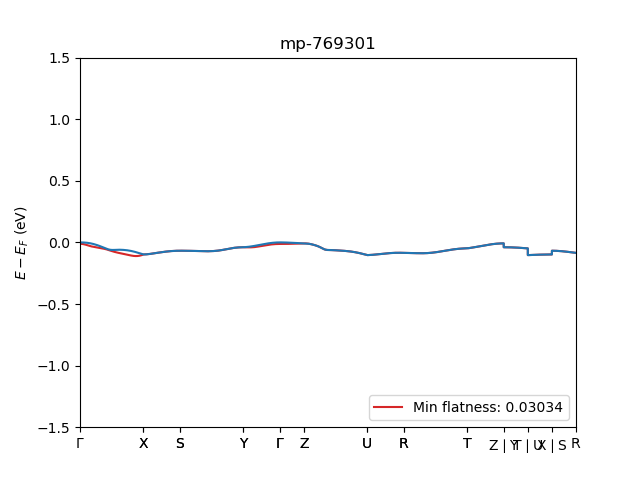 mp-769301
1.5
1.0
0.5
0.0
−0.5
−1.0
−1.5
E − E_F (eV)
Min flatness: 0.03034
Γ X S Y Γ Z U R T Z | Y T | U X | S R